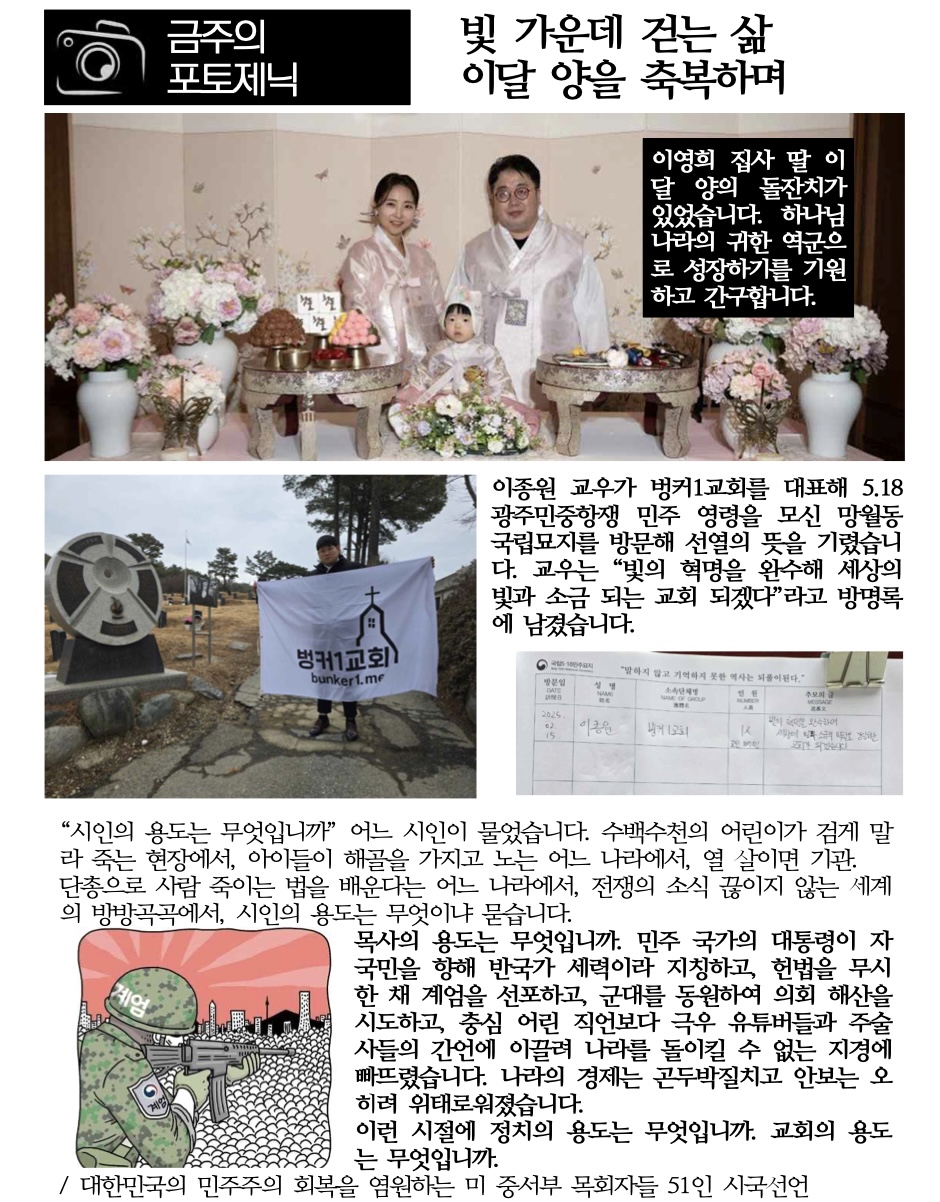 금주의
포토제닉
빛 가운데 걷는 삶
이달 양을 축복하며
이영희 집사 딸 이
달 양의 돌잔치가
있었습니다. 하나님
나라의 귀한 역군으
로 성장하기를 기원
하고 간구합니다.
이종원 교우가 벙커1교회를 대표해 5.18
광주민중항쟁 민주 영령을 모신 망월동
국립묘지를 방문해 선열의 뜻을 기렸습니
다. 교우는 “빛의 혁명을 완수해 세상의
빛과 소금 되는 교회 되겠다”라고 방명록
에 남겼습니다.
벙커1교회
bunker1.me
국립5·18민주묘지
"말하지 않고 기억하지 못한 역사는 되풀이된다."
방문일 성 명 소속단체명 인 원 추모의 글
DATE NAME NAME OF GROUP NUMBER MESSAGE
2025.
02.
15
이종원 벙커1교회
빛의 혁명을 완수하여
“시인의 용도는 무엇입니까” 어느 시인이 물었습니다. 수백수천의 어린이가 검게 말
라 죽는 현장에서, 아이들이 해골을 가지고 노는 어느 나라에서, 열 살이면 기관.
단총으로 사람 죽이는 법을 배운다는 어느 나라에서, 전쟁의 소식 끊이지 않는 세계
의 방방곡곡에서, 시인의 용도는 무엇이냐 묻습니다.
목사의 용도는 무엇입니까. 민주 국가의 대통령이 자
국민을 향해 반국가 세력이라 지칭하고, 헌법을 무시
한 채 계엄을 선포하고, 군대를 동원하여 의회 해산을
시도하고, 충심 어린 직언보다 극우 유튜버들과 주술
사들의 간언에 이끌려 나라를 돌이킬 수 없는 지경에
빠뜨렸습니다. 나라의 경제는 곤두박질치고 안보는 오
히려 위태로워졌습니다.
이런 시절에 정치의 용도는 무엇입니까. 교회의 용도
는 무엇입니까.
계엄
계엄
/ 대한민국의 민주주의 회복을 염원하는 미 중서부 목회자들 51인 시국선언